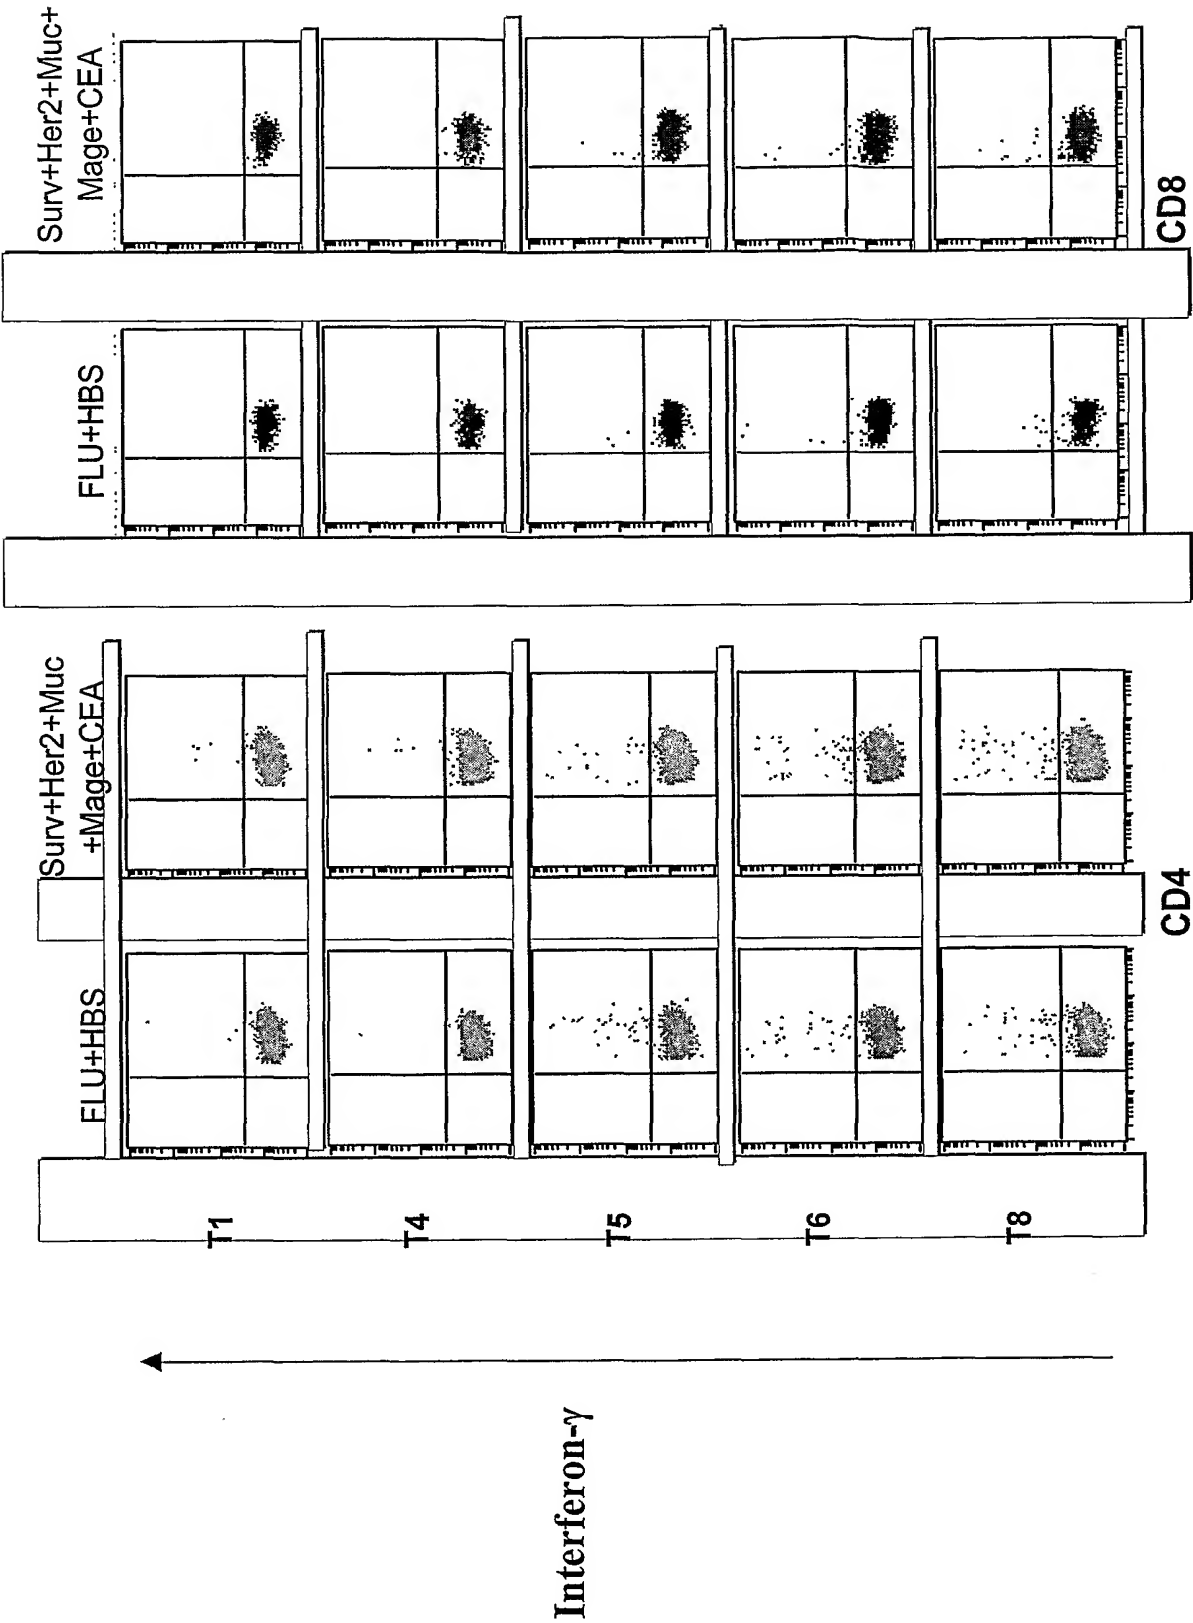 FLU+HBS
Surv+Her2+Muc
+Mage+CEA
FLU+HBS
Surv+Her2+Muc+
Mage+CEA
T1
T4
T5
T6
T8
Interferon-γ
CD4
CD8